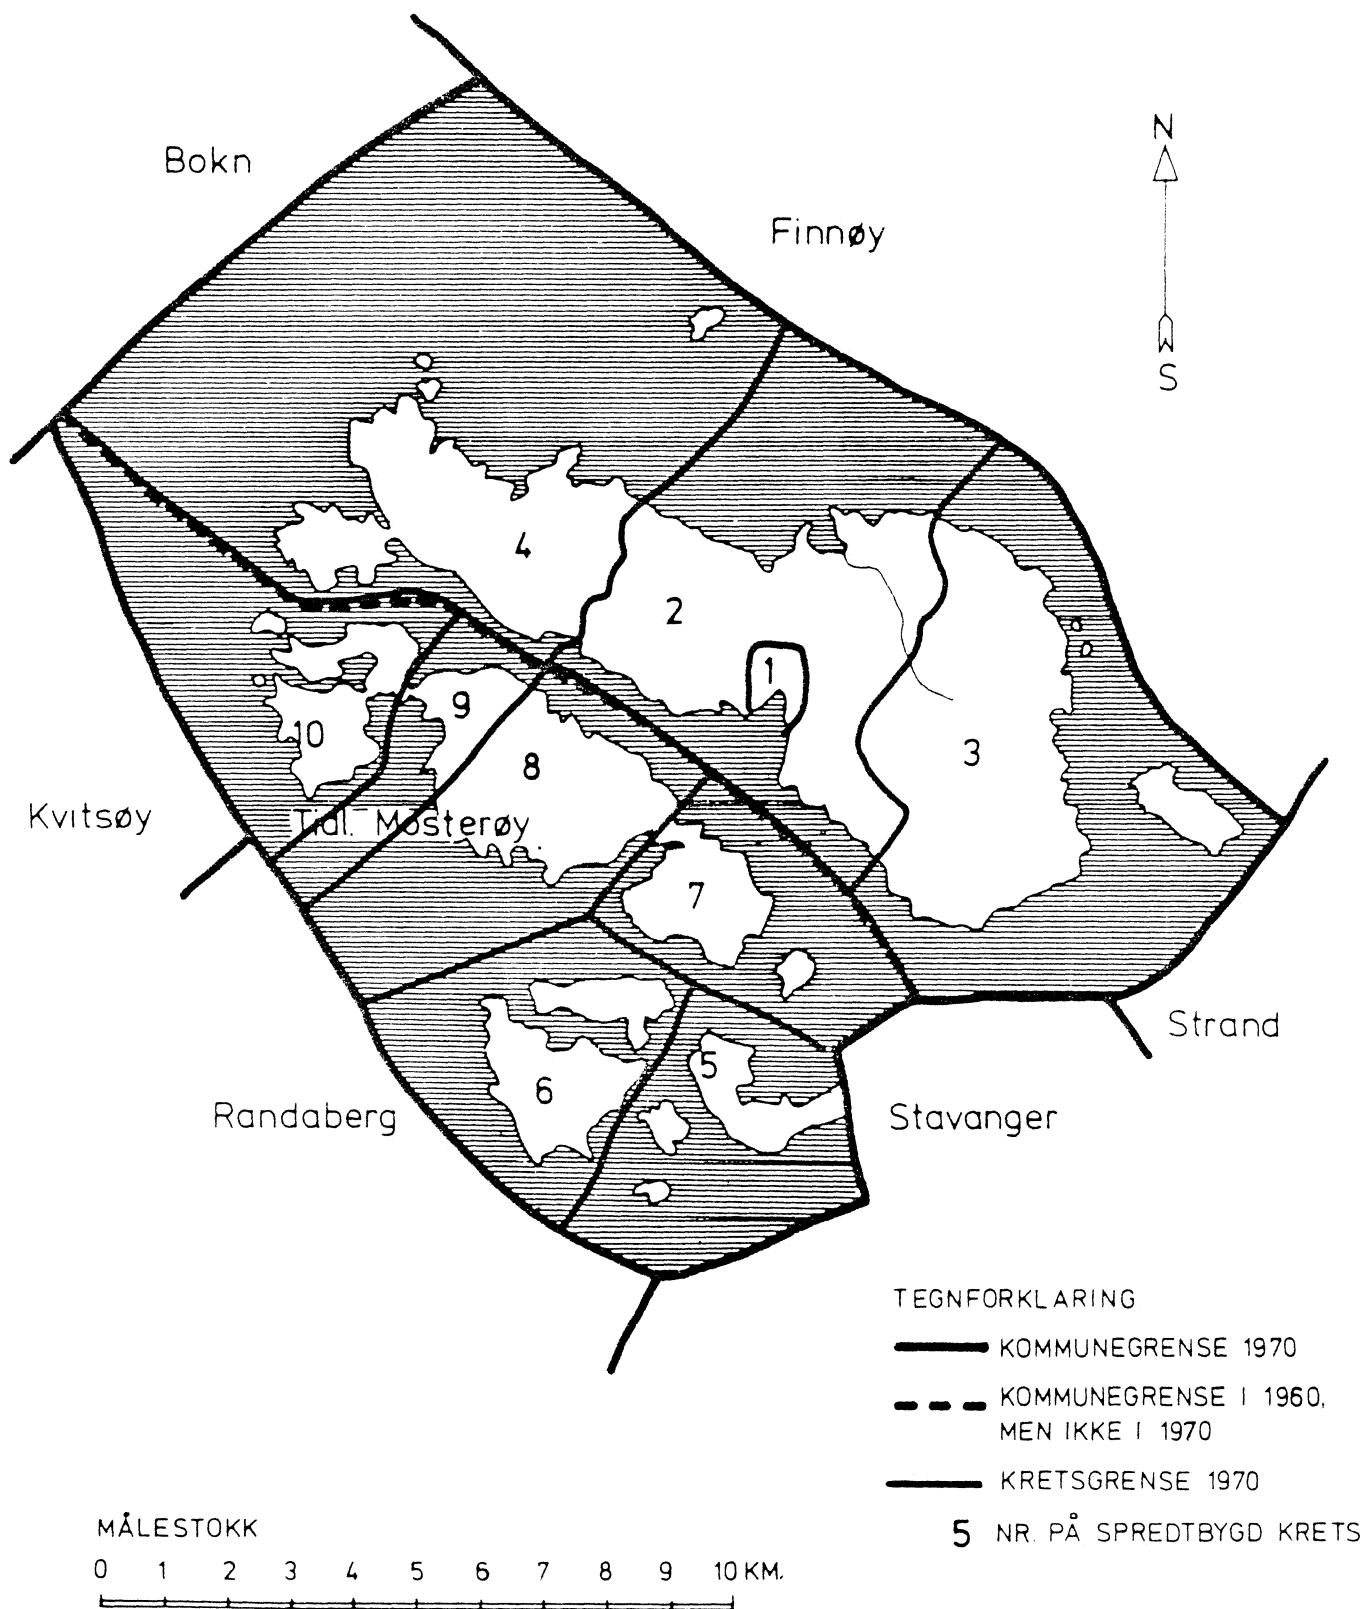 N
Bokn
Finnøy
S
4
2
1
9
10
3
8
Kvitsøy
Tidl. Mosterøy
7
Strand
5
6
Randaberg
Stavanger
TEGNFORKLARING
KOMMUNEGRENSE 1970
KOMMUNEGRENSE I 1960,
MEN IKKE I 1970
KRETSGRENSE 1970
5 NR. PÅ SPREDTBYGD KRETS
MÅLESTOKK
0 1 2 3 4 5 6 7 8 9 10 KM.